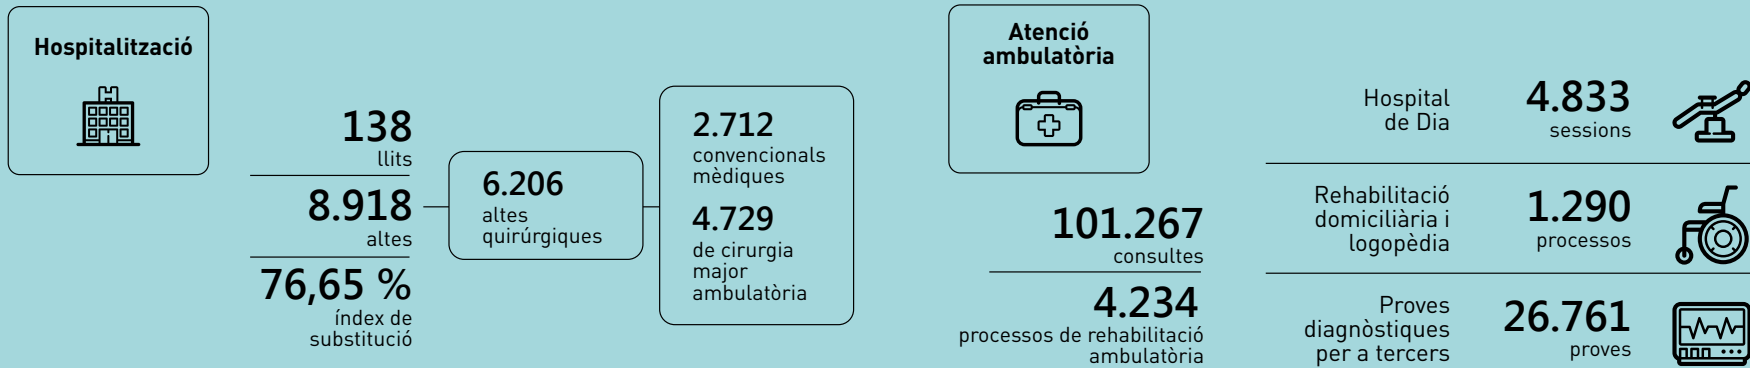 Hospitalització
138
llits
8.918
altes
76,65 %
índex de
substitució
6.206
altes
quirúrgiques
2.712
convencionals
mèdiques
4.729
de cirurgia
major
ambulatòria
Atenció
ambulatòria
101.267
consultes
4.234
processos de rehabilitació
ambulatòria
Hospital
de Dia
4.833
sessions
Rehabilitació
domiciliària i
logopèdia
1.290
processos
Proves
diagnòstiques
per a tercers
26.761
proves